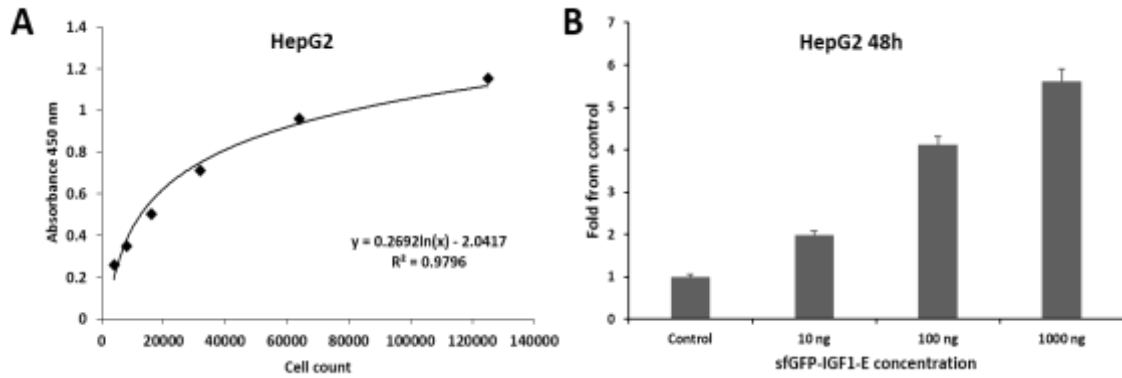 A
HepG2
Absorbance 450 nm
1.4
1.2
1
0.8
0.6
0.4
0.2
0
y = 0.2692ln(x) - 2.0417
R² = 0.9796
0 20000 40000 60000 80000 100000 120000 140000
Cell count
B
HepG2 48h
Fold from control
7
6
5
4
3
2
1
0
Control 10 ng 100 ng 1000 ng
sfGFP-IGF1-E concentration